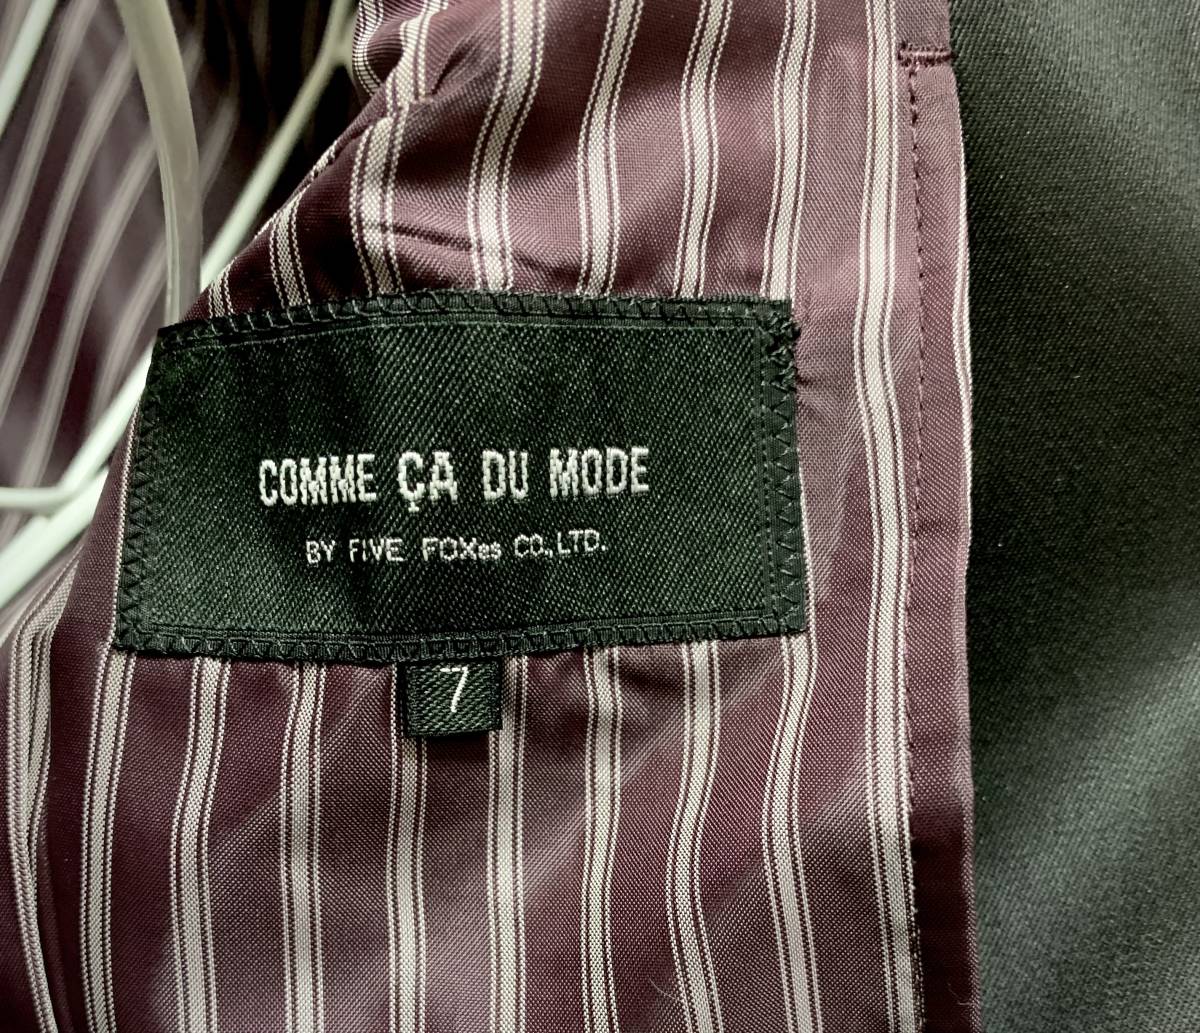 COMME ÇA DU MODE
BY FIVE FOXes CO.,LTD.
7